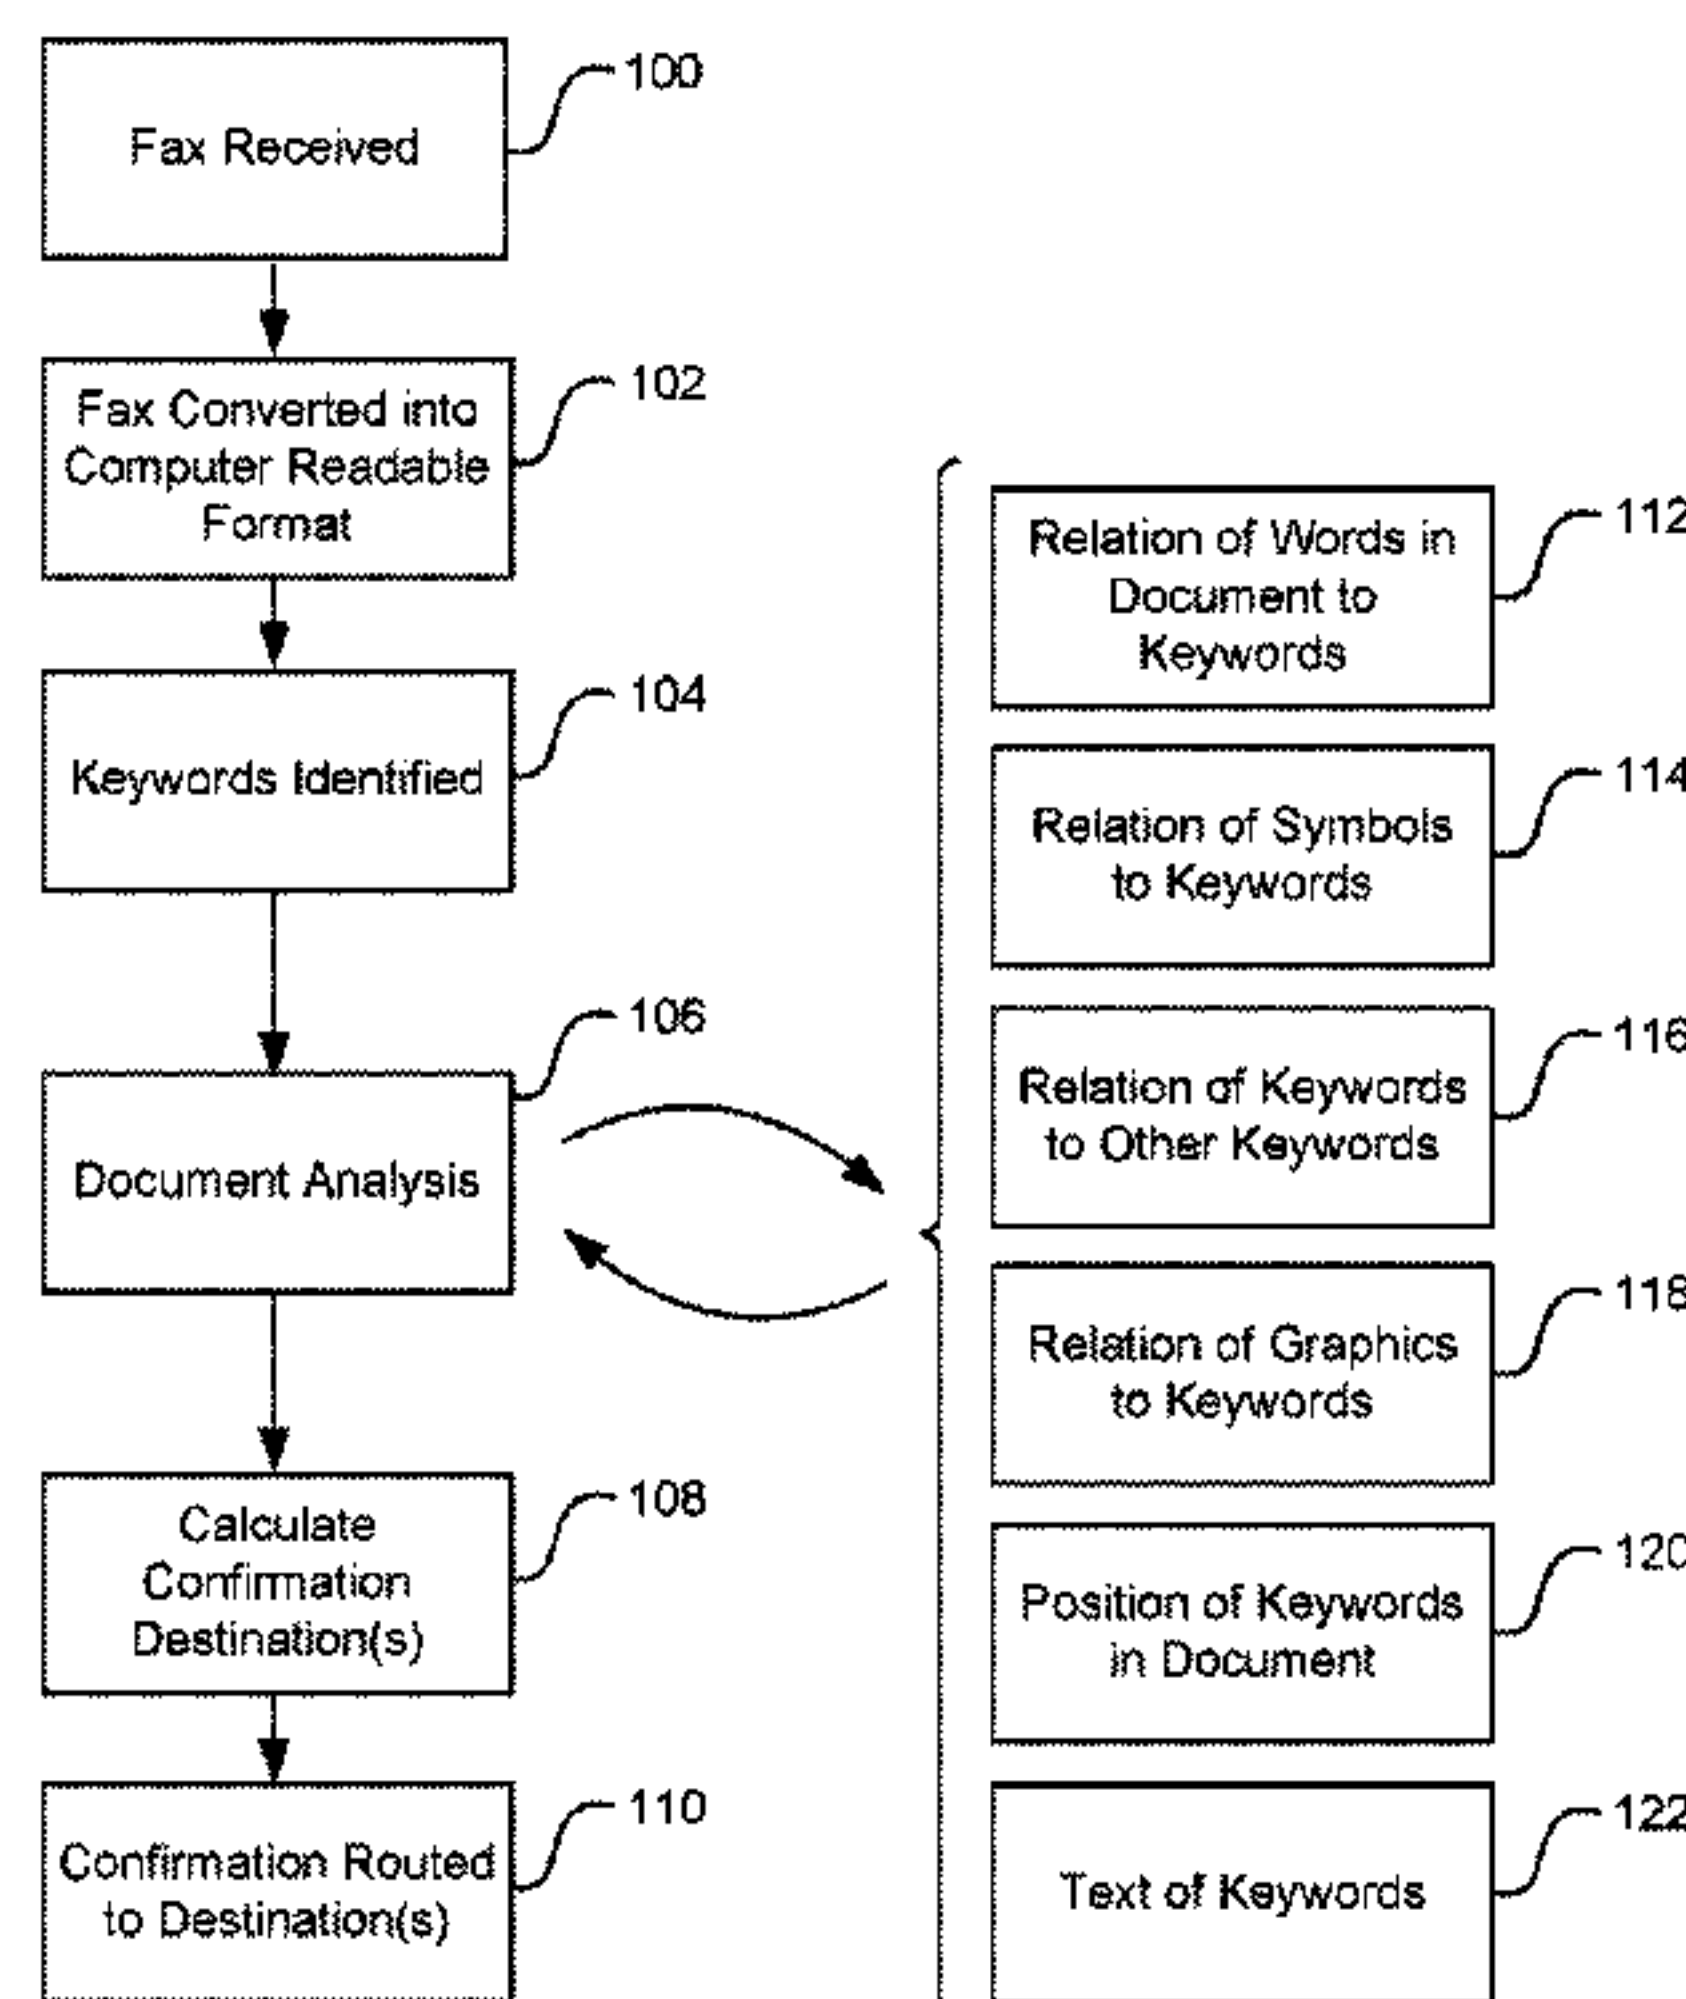 Fax Received
100
Fax Converted into
Computer Readable
Format
102
Keywords Identified
104
Document Analysis
106
Calculate
Confirmation
Destination(s)
108
Confirmation Routed
to Destination(s)
110
Relation of Words in
Document to
Keywords
112
Relation of Symbols
to Keywords
114
Relation of Keywords
to Other Keywords
116
Relation of Graphics
to Keywords
118
Position of Keywords
in Document
120
Text of Keywords
122